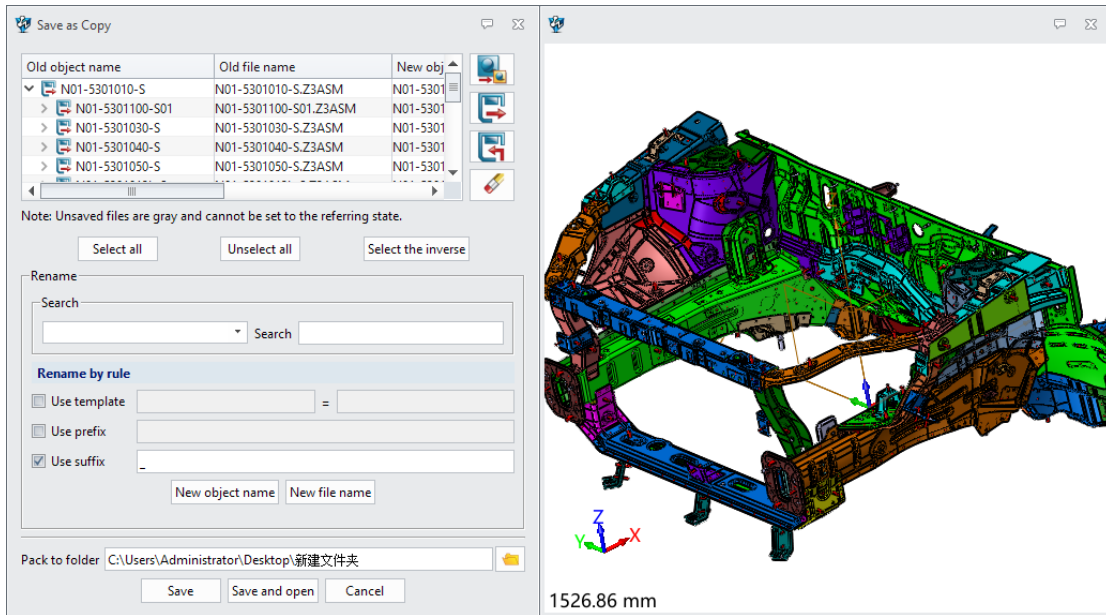 Save as Copy
Old object name Old file name New obj
N01-5301010-S N01-5301010-S.Z3ASM N01-5301
N01-5301100-S01 N01-5301100-S01.Z3ASM N01-5301
N01-5301030-S N01-5301030-S.Z3ASM N01-5301
N01-5301040-S N01-5301040-S.Z3ASM N01-5301
N01-5301050-S N01-5301050-S.Z3ASM N01-5301
Note: Unsaved files are gray and cannot be set to the referring state.
Select all Unselect all Select the inverse
Rename
Search
Search
Rename by rule
Use template =
Use prefix
Use suffix _
New object name New file name
Pack to folder C:\Users\Administrator\Desktop\新建文件夹
Save Save and open Cancel
Z
Y X
1526.86 mm